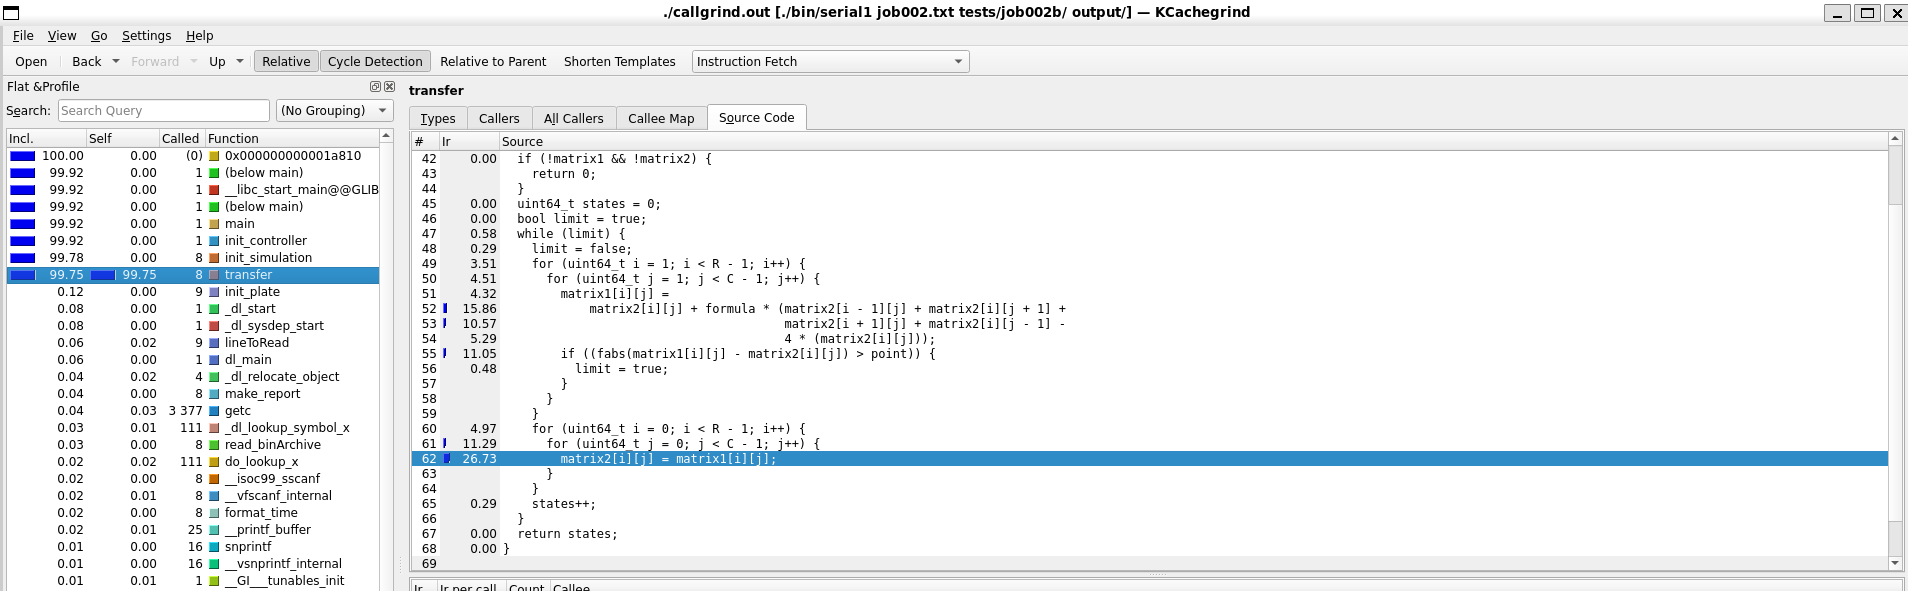 ./callgrind.out [./bin/serial1 job002.txt tests/job002b/ output/] — KCachegrind
File View Go Settings Help
Open Back Forward Up Relative Cycle Detection Relative to Parent Shorten Templates Instruction Fetch
Flat &Profile
Search: Search Query (No Grouping)
Incl. Self Called Function
100.00 0.00 (0) 0x000000000001a810
99.92 0.00 1 (below main)
99.92 0.00 1 __libc_start_main@@GLIB
99.92 0.00 1 (below main)
99.92 0.00 1 main
99.92 0.00 1 init_controller
99.78 0.00 8 init_simulation
99.75 99.75 8 transfer
0.12 0.00 9 init_plate
0.08 0.00 1 _dl_start
0.08 0.00 1 _dl_sysdep_start
0.06 0.02 9 lineToRead
0.06 0.00 1 dl_main
0.04 0.02 4 _dl_relocate_object
0.04 0.00 8 make_report
0.04 0.03 3 377 getc
0.03 0.01 111 _dl_lookup_symbol_x
0.03 0.00 8 read_binArchive
0.02 0.02 111 do_lookup_x
0.02 0.00 8 __isoc99_sscanf
0.02 0.01 8 __vfscanf_internal
0.02 0.00 8 format_time
0.02 0.01 25 __printf_buffer
0.01 0.00 16 snprintf
0.01 0.00 16 __vsnprintf_internal
0.01 0.01 1 __GI___tunables_init
transfer
Types Callers All Callers Callee Map Source Code
# Ir Source
42 0.00 if (!matrix1 && !matrix2) {
43 return 0;
44 }
45 0.00 uint64_t states = 0;
46 0.00 bool limit = true;
47 0.58 while (limit) {
48 0.29 limit = false;
49 3.51 for (uint64_t i = 1; i < R - 1; i++) {
50 4.51 for (uint64_t j = 1; j < C - 1; j++) {
51 4.32 matrix1[i][j] =
52 15.86 matrix2[i][j] + formula * (matrix2[i - 1][j] + matrix2[i][j + 1] +
53 10.57 matrix2[i + 1][j] + matrix2[i][j - 1] -
54 5.29 4 * (matrix2[i][j]));
55 11.05 if ((fabs(matrix1[i][j] - matrix2[i][j]) > point)) {
56 0.48 limit = true;
57 }
58 }
59 }
60 4.97 for (uint64_t i = 0; i < R - 1; i++) {
61 11.29 for (uint64_t j = 0; j < C - 1; j++) {
62 26.73 matrix2[i][j] = matrix1[i][j];
63 }
64 }
65 0.29 states++;
66 }
67 0.00 return states;
68 0.00 }
69
Ir Ir per call Count Callee